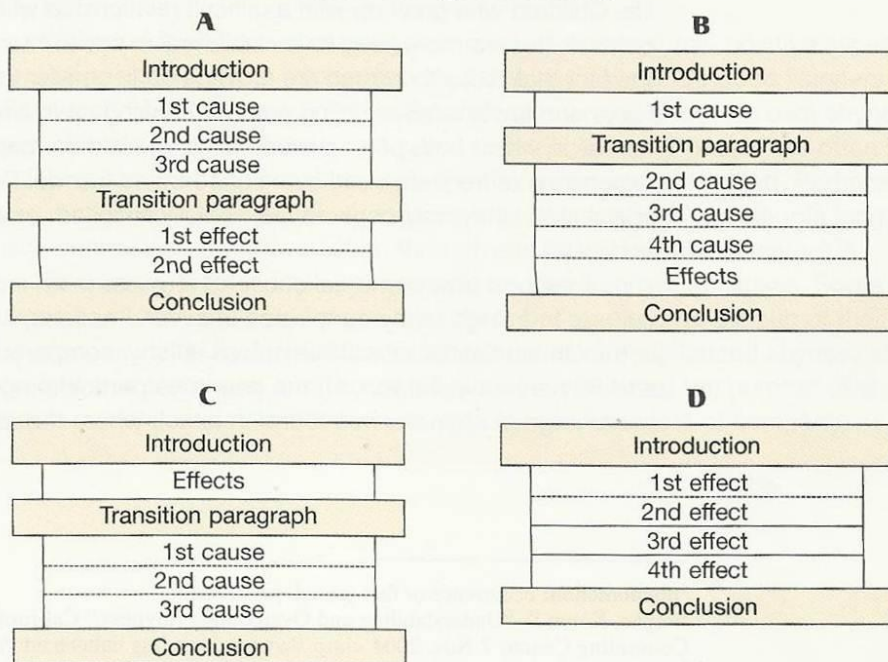 A
Introduction
1st cause
2nd cause
3rd cause
Transition paragraph
1st effect
2nd effect
Conclusion
B
Introduction
1st cause
Transition paragraph
2nd cause
3rd cause
4th cause
Effects
Conclusion
C
Introduction
Effects
Transition paragraph
1st cause
2nd cause
3rd cause
Conclusion
D
Introduction
1st effect
2nd effect
3rd effect
4th effect
Conclusion